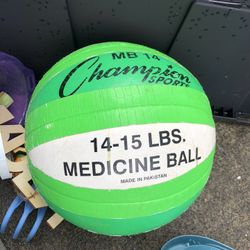 MB 14
Champion
SPORTS
14-15 LBS.
MEDICINE BALL
MADE IN PAKISTAN